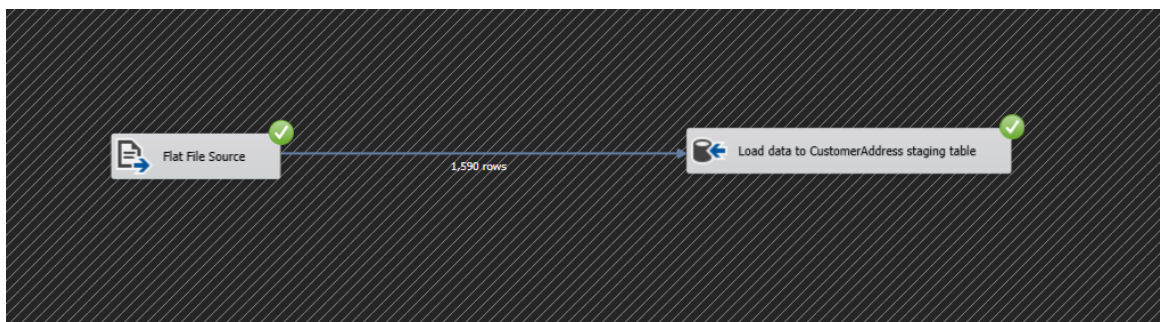 Flat File Source
1,590 rows
Load data to CustomerAddress staging table